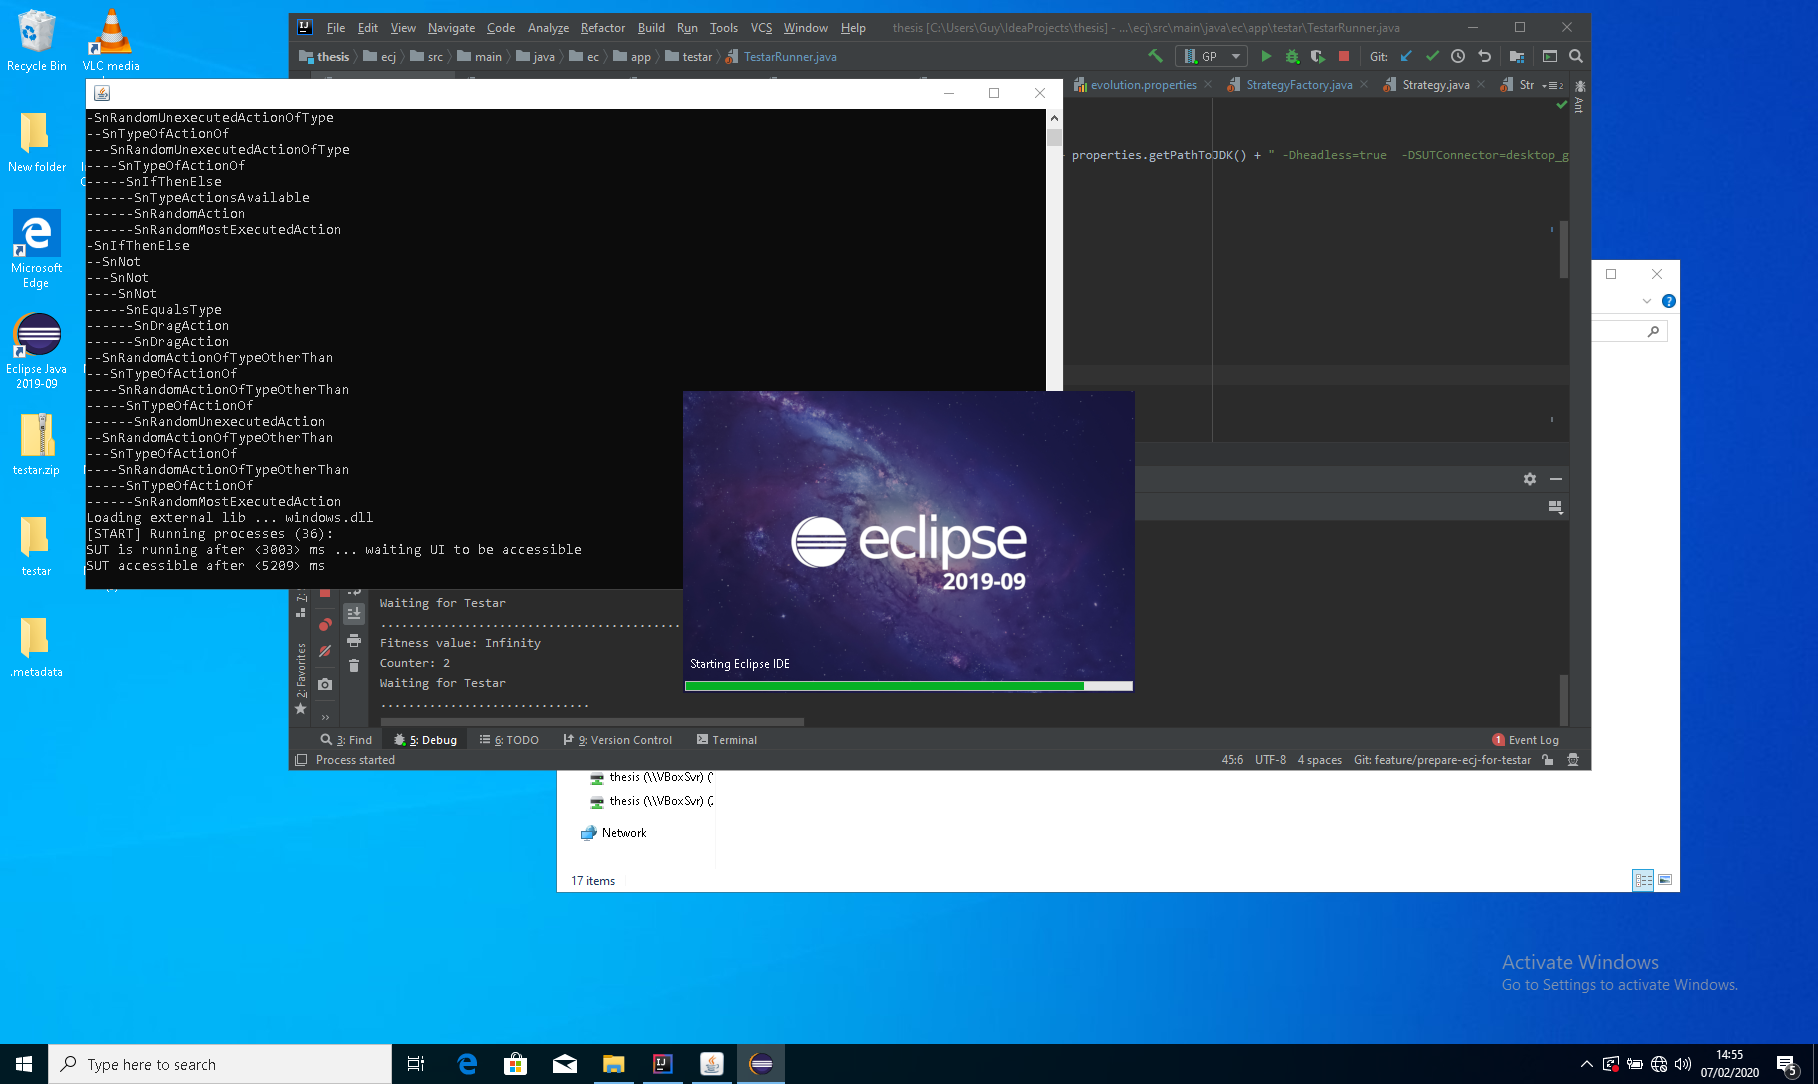 Recycle Bin
VLC media
New folder
Microsoft
Edge
Eclipse Java
2019-09
testar.zip
testar
.metadata
File Edit View Navigate Code Analyze Refactor Build Run Tools VCS Window Help
thesis [C:\Users\Guy\IdeaProjects\thesis] - ...\ecj\src\main\java\ec\app\testar\TestarRunner.java
thesis ecj src main java ec app testar TestarRunner.java
GP
Git:
evolution.properties StrategyFactory.java Strategy.java Str
Ant
properties.getPathToJDK() + " -Dheadless=true -DSUTConnector=desktop_g
-SnRandomUnexecutedActionOfType
--SnTypeOfActionOf
---SnRandomUnexecutedActionOfType
----SnTypeOfActionOf
-----SnIfThenElse
------SnTypeActionsAvailable
------SnRandomAction
------SnRandomMostExecutedAction
-SnIfThenElse
--SnNot
---SnNot
----SnNot
-----SnEqualsType
------SnDragAction
------SnDragAction
--SnRandomActionOfTypeOtherThan
---SnTypeOfActionOf
----SnRandomActionOfTypeOtherThan
-----SnTypeOfActionOf
------SnRandomUnexecutedAction
--SnRandomActionOfTypeOtherThan
---SnTypeOfActionOf
----SnRandomActionOfTypeOtherThan
-----SnTypeOfActionOf
------SnRandomMostExecutedAction
Loading external lib ... windows.dll
[START] Running processes (36):
SUT is running after <3003> ms ... waiting UI to be accessible
SUT accessible after <5209> ms
eclipse
2019-09
Starting Eclipse IDE
Waiting for Testar
...........................................
Fitness value: Infinity
Counter: 2
Waiting for Testar
..............................
2: Favorites
3: Find 5: Debug 6: TODO 9: Version Control Terminal
1 Event Log
Process started
45:6 UTF-8 4 spaces Git: feature/prepare-ecj-for-testar
thesis (\\VBoxSvr) (
thesis (\\VBoxSvr) (
Network
17 items
Activate Windows
Go to Settings to activate Windows.
Type here to search
14:55
07/02/2020
5